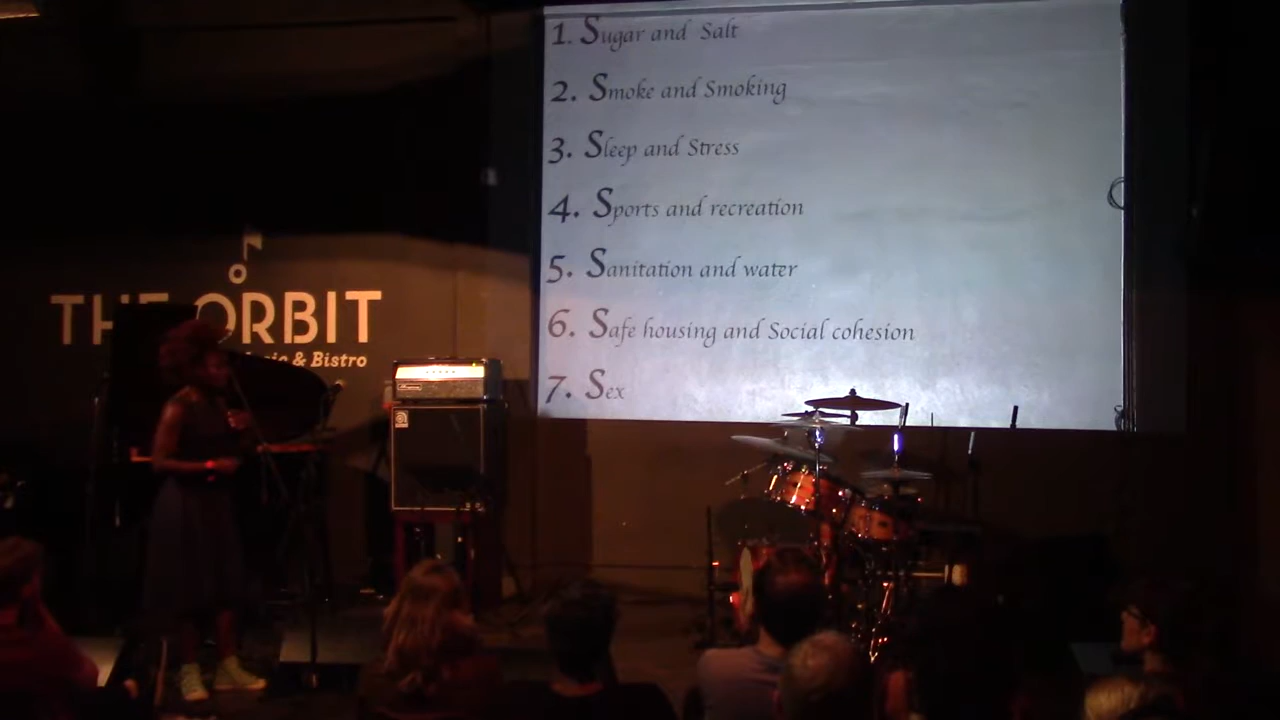 1. Sugar and Salt
2. Smoke and Smoking
3. Sleep and Stress
4. Sports and recreation
5. Sanitation and water
6. Safe housing and Social cohesion
7. Sex
THE ORBIT
& Bistro